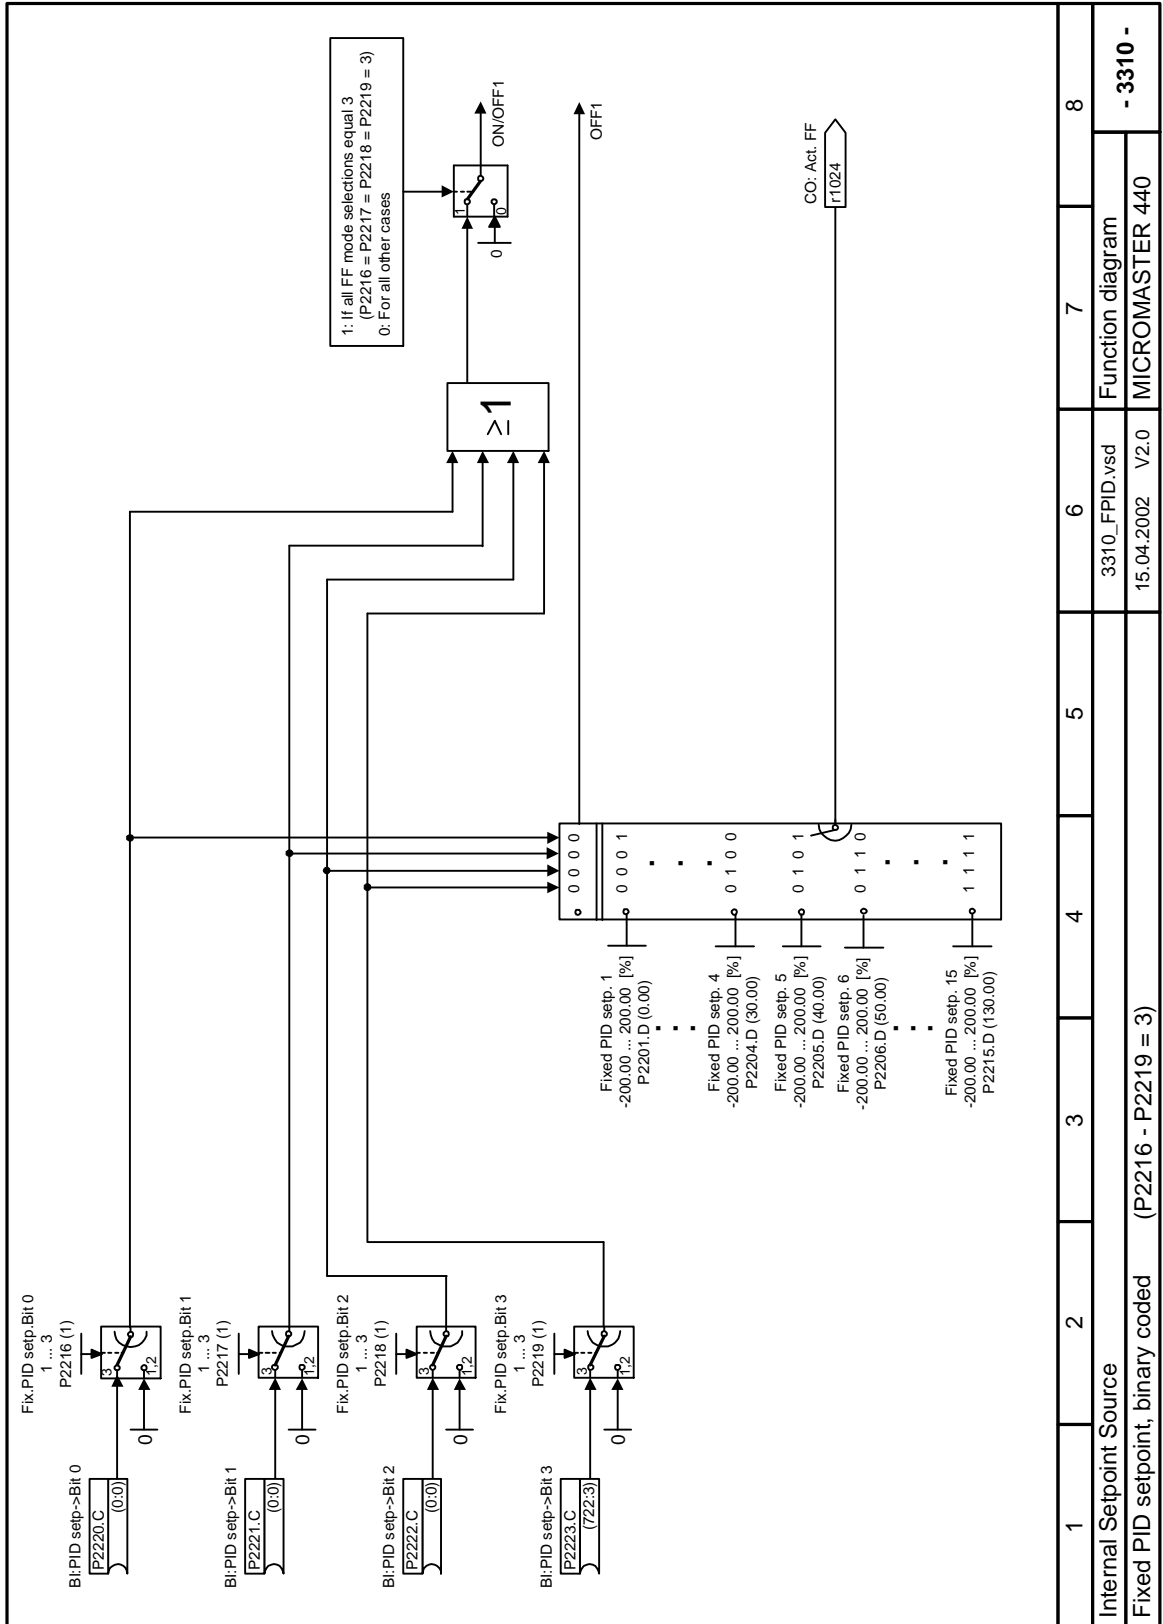 BI:PID setp->Bit 0
P2220.C
(0:0)
0
Fix.PID setp.Bit 0
1 ... 3
P2216 (1)
3
1,2
BI:PID setp->Bit 1
P2221.C
(0:0)
0
Fix.PID setp.Bit 1
1 ... 3
P2217 (1)
3
1,2
BI:PID setp->Bit 2
P2222.C
(0:0)
0
Fix.PID setp.Bit 2
1 ... 3
P2218 (1)
3
1,2
BI:PID setp->Bit 3
P2223.C
(722:3)
0
Fix.PID setp.Bit 3
1 ... 3
P2219 (1)
3
1,2
1: If all FF mode selections equal 3
(P2216 = P2217 = P2218 = P2219 = 3)
0: For all other cases
≥1
1
0
0
ON/OFF1
OFF1
0 0 0 0
Fixed PID setp. 1
-200.00 ... 200.00 [%]
P2201.D (0.00)
0 0 0 1
. . .
. . .
Fixed PID setp. 4
-200.00 ... 200.00 [%]
P2204.D (30.00)
0 1 0 0
Fixed PID setp. 5
-200.00 ... 200.00 [%]
P2205.D (40.00)
0 1 0 1
Fixed PID setp. 6
-200.00 ... 200.00 [%]
P2206.D (50.00)
0 1 1 0
. . .
. . .
Fixed PID setp. 15
-200.00 ... 200.00 [%]
P2215.D (130.00)
1 1 1 1
CO: Act. FF
r1024
1 2 3 4 5 6 7 8
Internal Setpoint Source 3310_FPID.vsd Function diagram - 3310 -
Fixed PID setpoint, binary coded (P2216 - P2219 = 3) 15.04.2002 V2.0 MICROMASTER 440